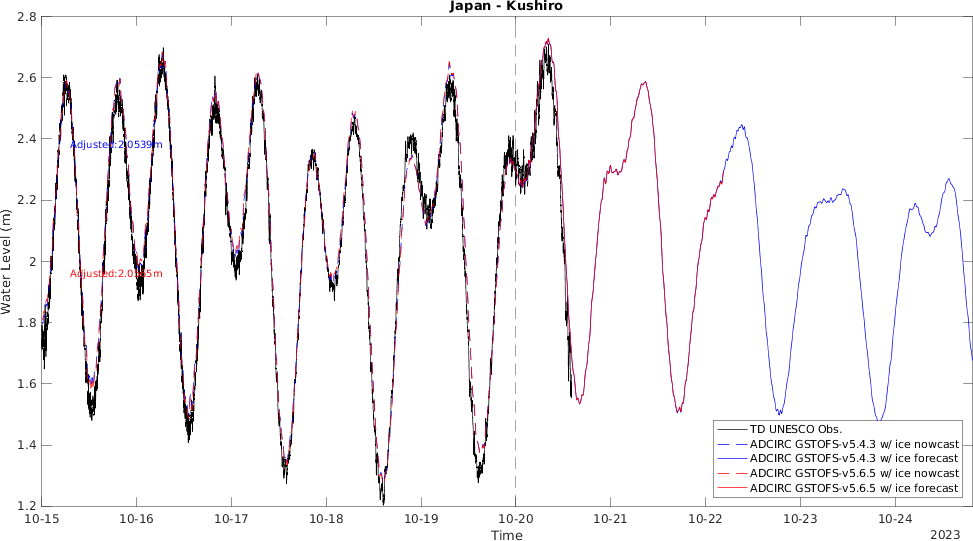 Japan - Kushiro
Water Level (m)
2.8
2.6
2.4
2.2
2
1.8
1.6
1.4
1.2
Adjusted:2.0539m
TD UNESCO Obs.
ADCIRC GSTOFS-v5.4.3 w/ ice nowcast
ADCIRC GSTOFS-v5.4.3 w/ ice forecast
ADCIRC GSTOFS-v5.6.5 w/ ice nowcast
ADCIRC GSTOFS-v5.6.5 w/ ice forecast
10-15 10-16 10-17 10-18 10-19 10-20 10-21 10-22 10-23 10-24
Time
2023